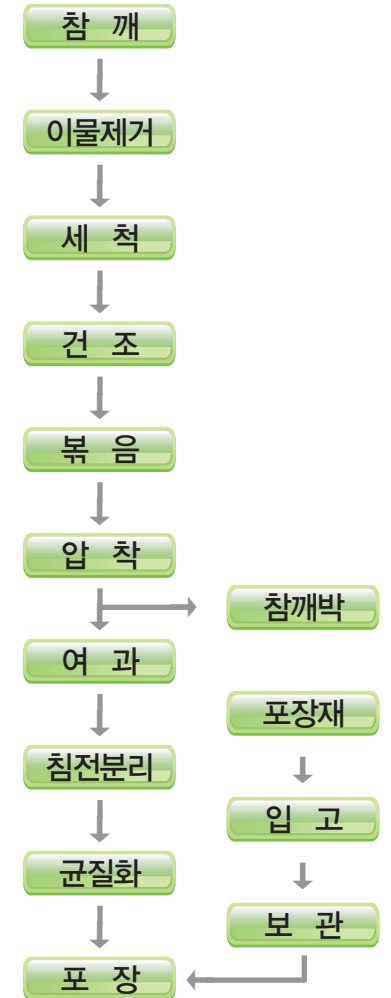 참 깨
이물제거
세 척
건 조
볶 음
압 착
참깨박
여 과
포장재
침전분리
입 고
균질화
보 관
포 장